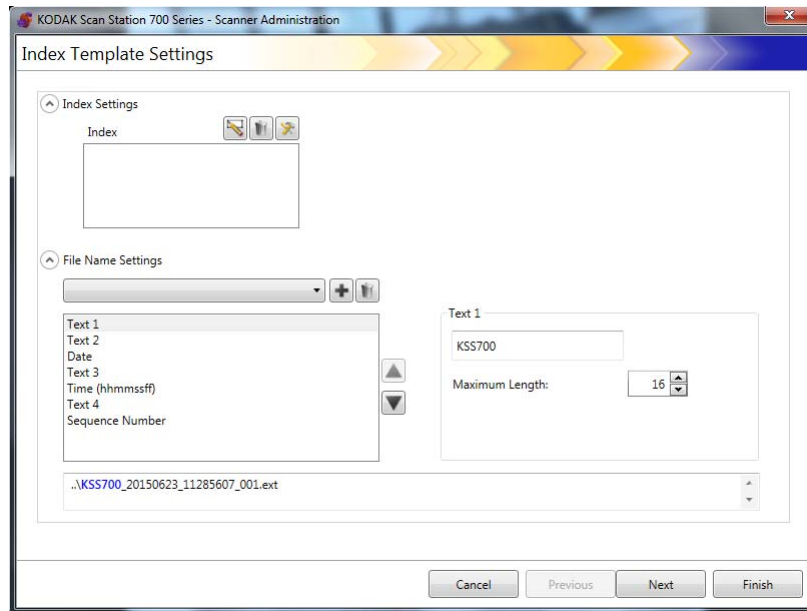 KODAK Scan Station 700 Series - Scanner Administration
Index Template Settings
Index Settings
Index
File Name Settings
Text 1
Text 2
Date
Text 3
Time (hhmmssff)
Text 4
Sequence Number
Text 1
KSS700
Maximum Length: 16
..\KSS700_20150623_11285607_001.ext
Cancel Previous Next Finish